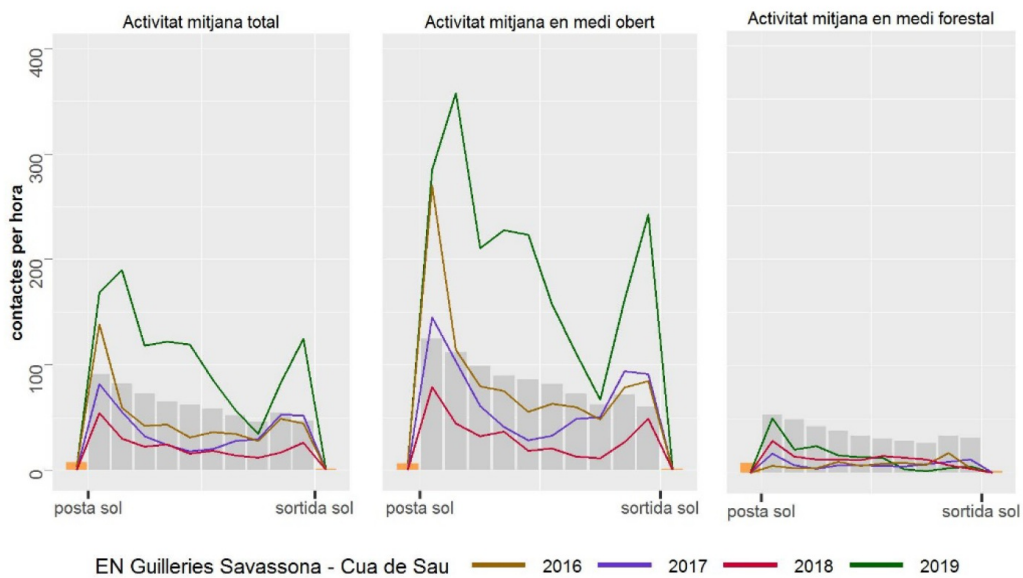 Activitat mitjana total
Activitat mitjana en medi obert
Activitat mitjana en medi forestal
contactes per hora
400
300
200
100
0
posta sol
sortida sol
posta sol
sortida sol
posta sol
sortida sol
EN Guilleries Savassona - Cua de Sau 2016 2017 2018 2019